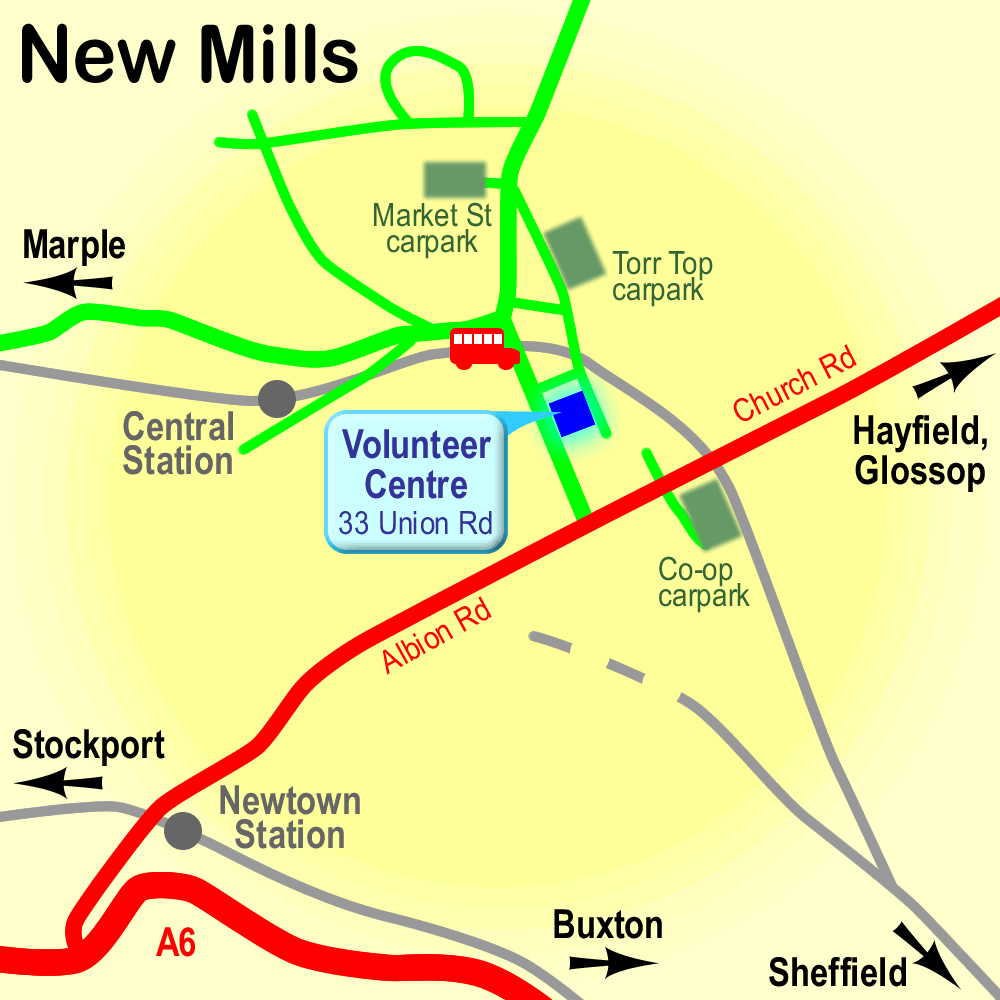 New Mills
Market St
carpark
Marple
Torr Top
carpark
Church Rd
Hayfield,
Glossop
Central
Station
Volunteer
Centre
33 Union Rd
Co-op
carpark
Albion Rd
Stockport
Newtown
Station
A6
Buxton
Sheffield